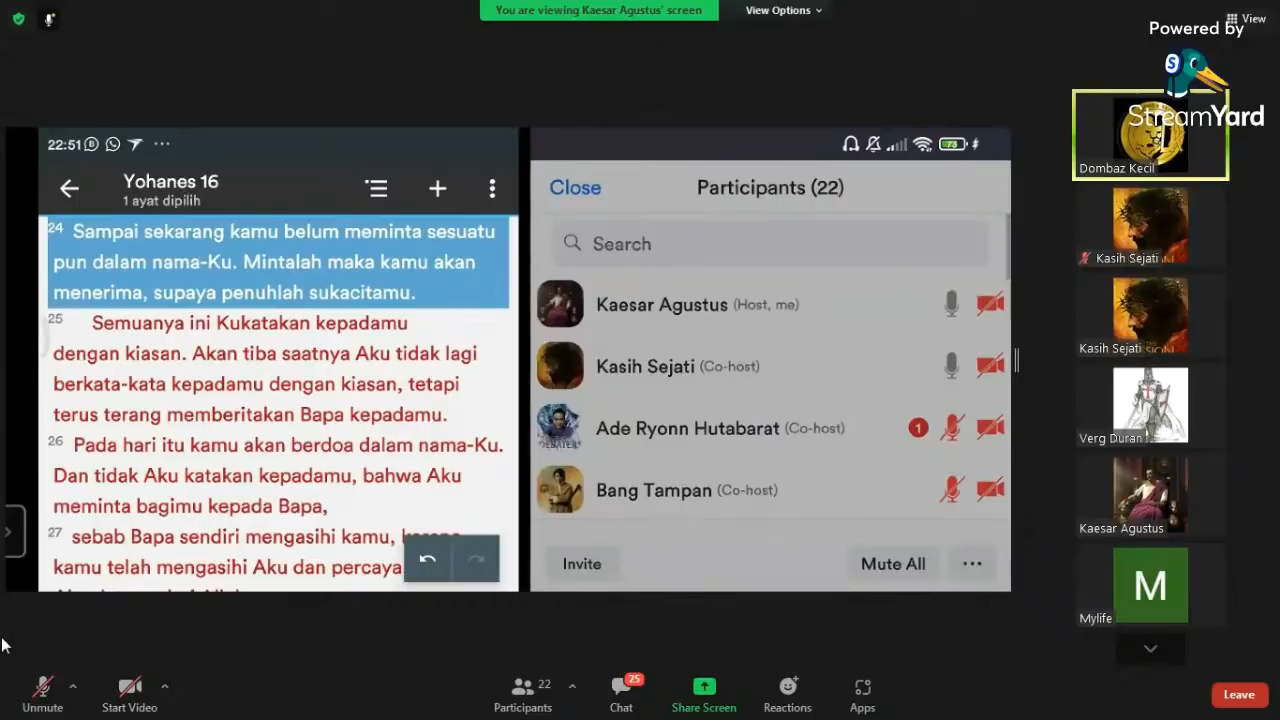 You are viewing Kaesar Agustus' screen
View Options
View
Powered by
S
StreamYard
22:51
Yohanes 16
1 ayat dipilih
24 Sampai sekarang kamu belum meminta sesuatu
pun dalam nama-Ku. Mintalah maka kamu akan
menerima, supaya penuhlah sukacitamu.
25 Semuanya ini Kukatakan kepadamu
dengan kiasan. Akan tiba saatnya Aku tidak lagi
berkata-kata kepadamu dengan kiasan, tetapi
terus terang memberitakan Bapa kepadamu.
26 Pada hari itu kamu akan berdoa dalam nama-Ku.
Dan tidak Aku katakan kepadamu, bahwa Aku
meminta bagimu kepada Bapa,
27 sebab Bapa sendiri mengasihi kamu,
kamu telah mengasihi Aku dan percaya
73
Close
Participants (22)
Search
Kaesar Agustus (Host, me)
Kasih Sejati (Co-host)
Ade Ryonn Hutabarat (Co-host)
1
Bang Tampan (Co-host)
Invite
Mute All
Dombaz Kecil
Kasih Sejati
Kasih Sejati
Verg Duran
Kaesar Agustus
M
Mylife
Unmute
Start Video
22
Participants
25
Chat
Share Screen
Reactions
Apps
Leave